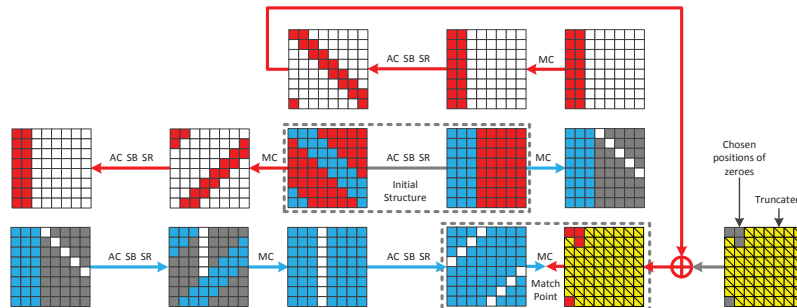 AC SB SR
MC
Chosen
positions of
zeroes
AC SB SR
MC
AC SB SR
MC
Initial
Structure
Truncated
AC SB SR
MC
AC SB SR
MC
Match
Point